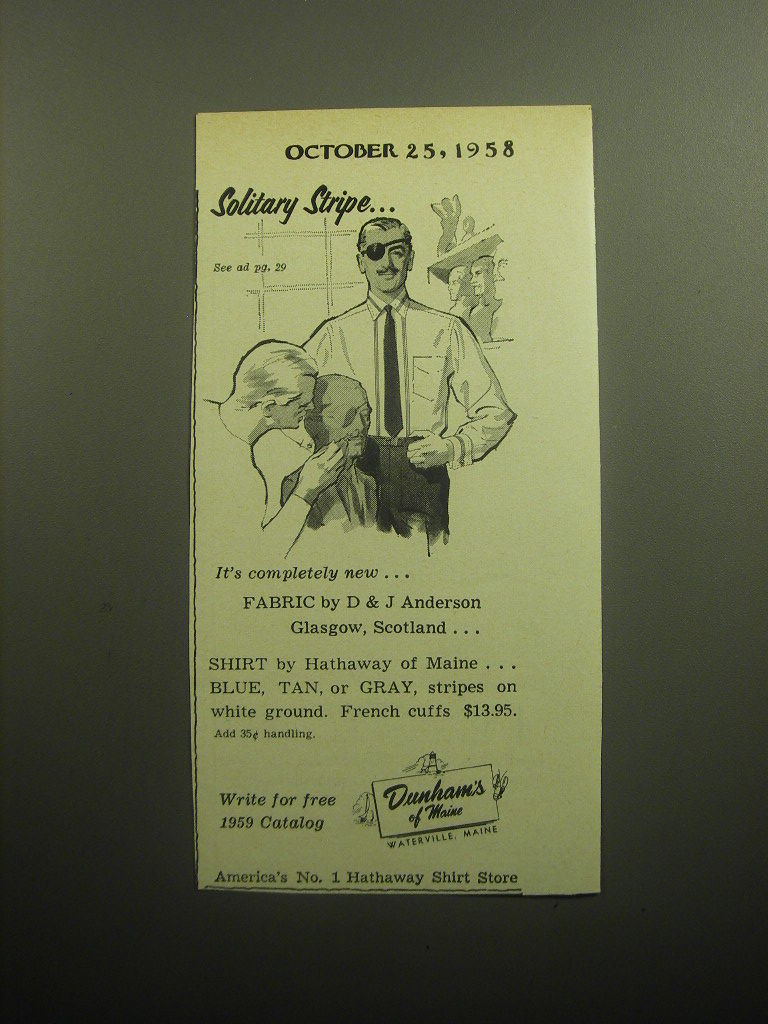 OCTOBER 25, 1958
Solitary Stripe...
See ad pg. 29
It's completely new...
FABRIC by D & J Anderson
Glasgow, Scotland...
SHIRT by Hathaway of Maine...
BLUE, TAN, or GRAY, stripes on
white ground. French cuffs $13.95.
Add 35¢ handling.
Write for free
1959 Catalog
Dunham's
of Maine
WATERVILLE, MAINE
America's No. 1 Hathaway Shirt Store